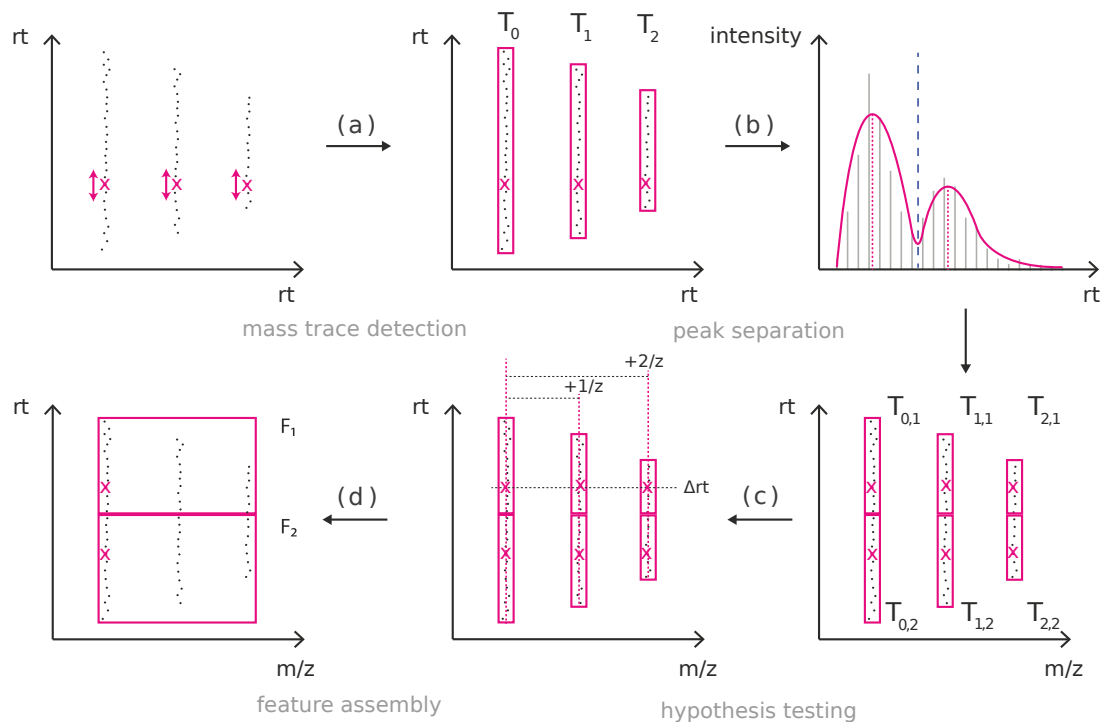 rt
rt
(a)
mass trace detection
rt
T0 T1 T2
rt
(b)
peak separation
intensity
rt
rt
T0,1 T1,1 T2,1
T0,2 T1,2 T2,2
m/z
(c)
hypothesis testing
+2/z
+1/z
rt
Δrt
m/z
(d)
feature assembly
rt
F1
F2
m/z
x x x
x x x
x x x
x x x
x x x
x x x
x
x